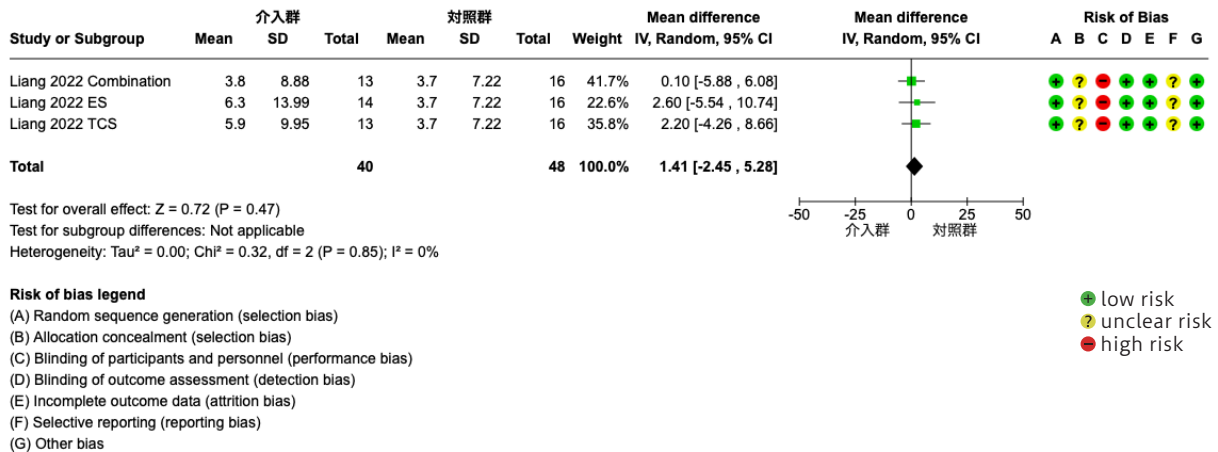 介入群 対照群 Mean difference Mean difference Risk of Bias
Study or Subgroup Mean SD Total Mean SD Total Weight IV, Random, 95% CI IV, Random, 95% CI A B C D E F G
Liang 2022 Combination 3.8 8.88 13 3.7 7.22 16 41.7% 0.10 [-5.88 , 6.08] + ? − + + ? +
Liang 2022 ES 6.3 13.99 14 3.7 7.22 16 22.6% 2.60 [-5.54 , 10.74] + ? − + + ? +
Liang 2022 TCS 5.9 9.95 13 3.7 7.22 16 35.8% 2.20 [-4.26 , 8.66] + ? − + + ? +
Total 40 48 100.0% 1.41 [-2.45 , 5.28]
Test for overall effect: Z = 0.72 (P = 0.47)
Test for subgroup differences: Not applicable
Heterogeneity: Tau² = 0.00; Chi² = 0.32, df = 2 (P = 0.85); I² = 0%
-50 -25 0 25 50
介入群 対照群
Risk of bias legend
(A) Random sequence generation (selection bias)
(B) Allocation concealment (selection bias)
(C) Blinding of participants and personnel (performance bias)
(D) Blinding of outcome assessment (detection bias)
(E) Incomplete outcome data (attrition bias)
(F) Selective reporting (reporting bias)
(G) Other bias
+ low risk
? unclear risk
− high risk